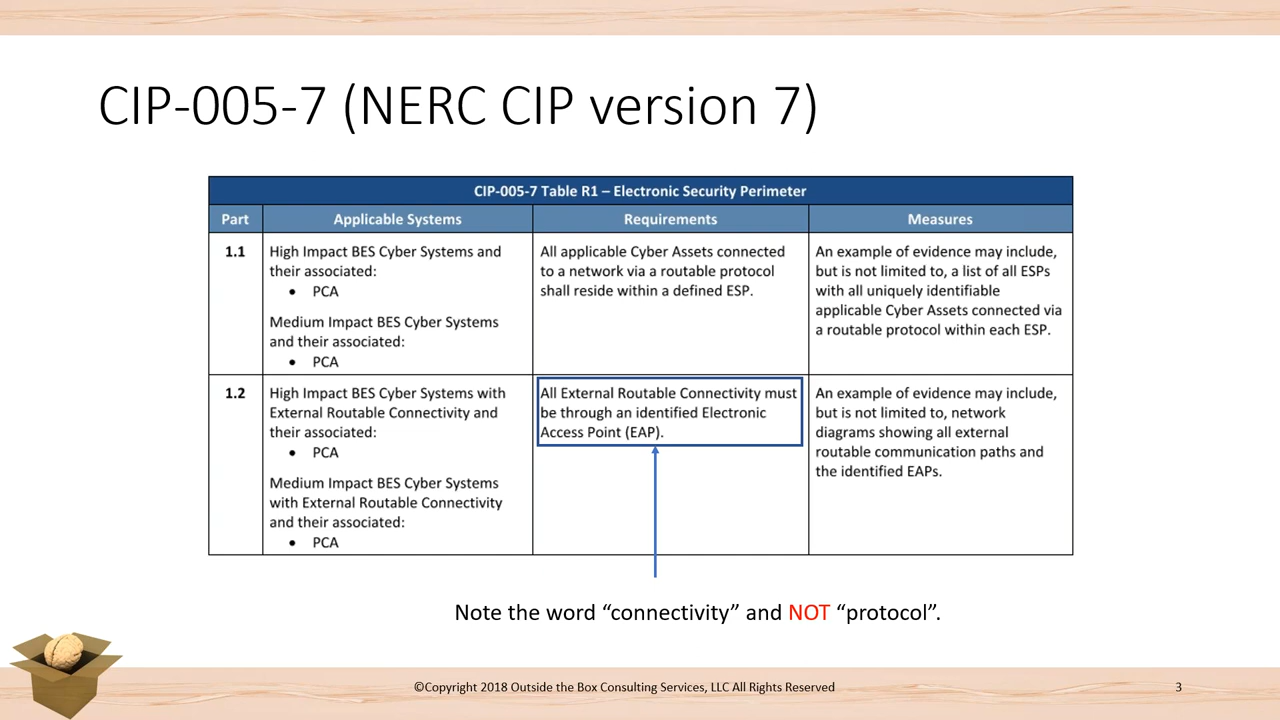 CIP-005-7 (NERC CIP version 7)
CIP-005-7 Table R1 – Electronic Security Perimeter
Part
Applicable Systems
Requirements
Measures
1.1
High Impact BES Cyber Systems and
their associated:
• PCA
Medium Impact BES Cyber Systems
and their associated:
• PCA
All applicable Cyber Assets connected
to a network via a routable protocol
shall reside within a defined ESP.
An example of evidence may include,
but is not limited to, a list of all ESPs
with all uniquely identifiable
applicable Cyber Assets connected via
a routable protocol within each ESP.
1.2
High Impact BES Cyber Systems with
External Routable Connectivity and
their associated:
• PCA
Medium Impact BES Cyber Systems
with External Routable Connectivity
and their associated:
• PCA
All External Routable Connectivity must
be through an identified Electronic
Access Point (EAP).
An example of evidence may include,
but is not limited to, network
diagrams showing all external
routable communication paths and
the identified EAPs.
Note the word “connectivity” and NOT “protocol”.
©Copyright 2018 Outside the Box Consulting Services, LLC All Rights Reserved
3